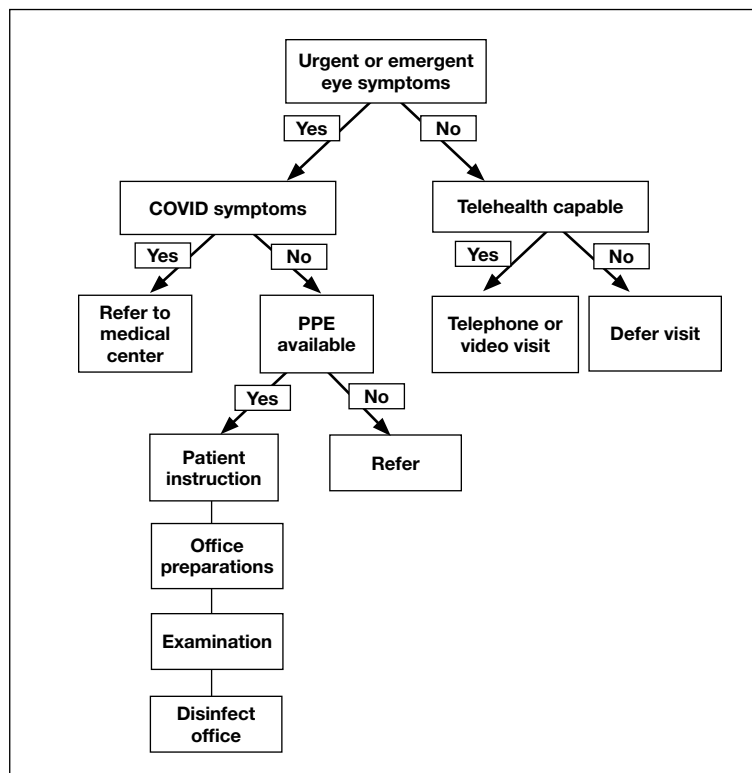 Urgent or emergent
eye symptoms
Yes
No
COVID symptoms
Telehealth capable
Yes
No
Yes
No
Refer to
medical
center
PPE
available
Telephone or
video visit
Defer visit
Yes
No
Patient
instruction
Refer
Office
preparations
Examination
Disinfect
office